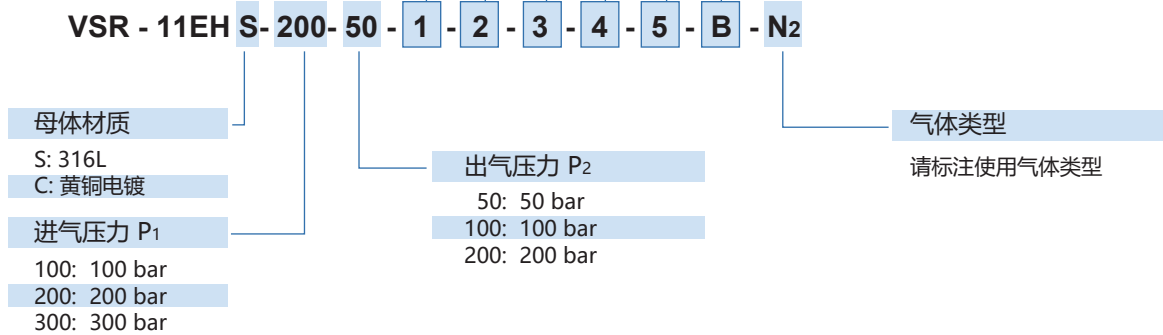 VSR - 11EH S- 200- 50 - 1 - 2 - 3 - 4 - 5 - B - N2
母体材质
S: 316L
C: 黄铜电镀
进气压力 P1
100: 100 bar
200: 200 bar
300: 300 bar
出气压力 P2
50: 50 bar
100: 100 bar
200: 200 bar
气体类型
请标注使用气体类型